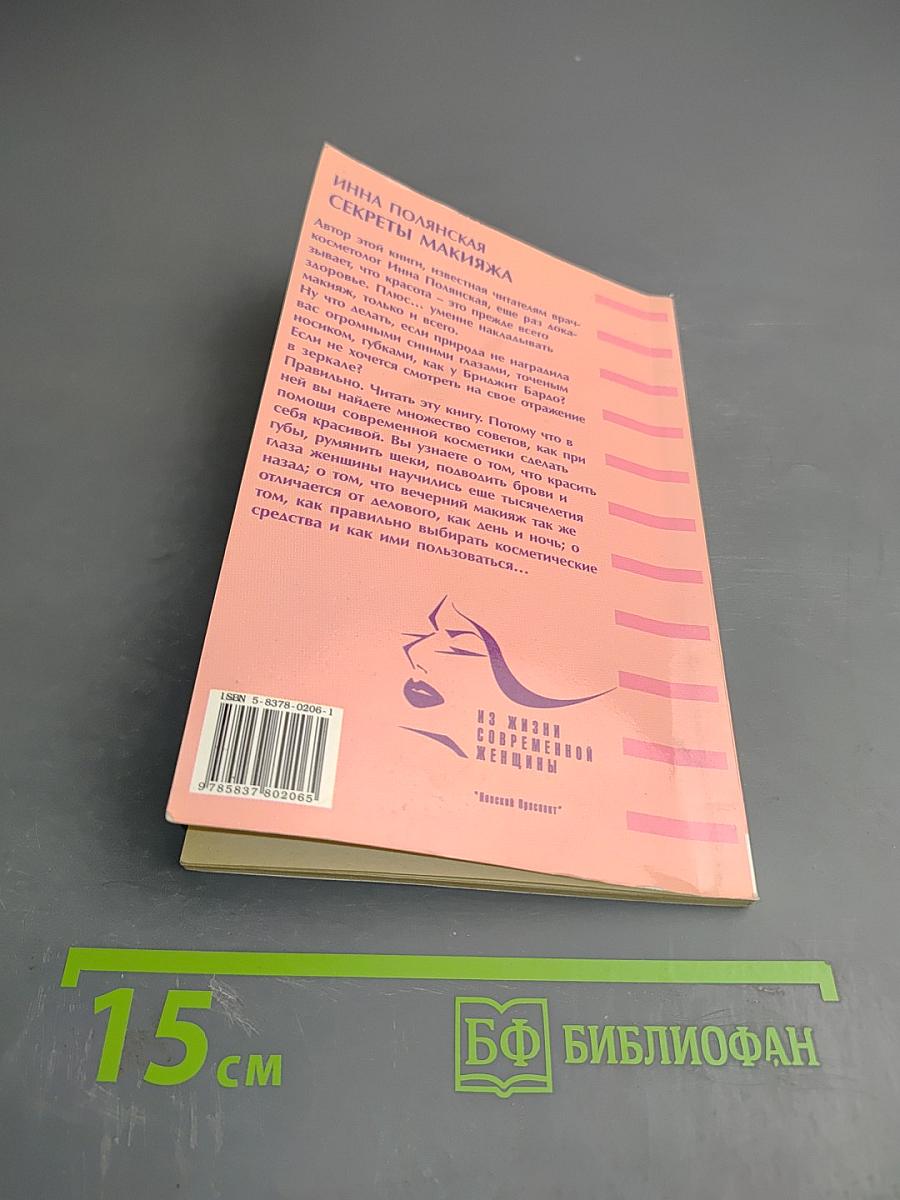 ИННА ПОЛЯНСКАЯ
СЕКРЕТЫ МАКИЯЖА
Автор этой книги, известная читателям врач-
косметолог Инна Полянская, еще раз дока-
зывает, что красота – это прежде всего
здоровье. Плюс... умение накладывать
макияж, только и всего.
Ну что делать, если природа не наградила
вас огромными синими глазами, точеным
носиком, губками, как у Бриджит Бардо?
Если не хочется смотреть на свое отражение
в зеркале?
Правильно. Читать эту книгу. Потому что в
ней вы найдете множество советов, как при
помощи современной косметики сделать
себя красивой. Вы узнаете о том, что красить
губы, румянить щеки, подводить брови и
глаза женщины научились еще тысячелетия
назад; о том, что вечерний макияж так же
отличается от делового, как день и ночь; о
том, как правильно выбирать косметические
средства и как ими пользоваться...
ISBN 5-8378-0206-1
9785837802065
ИЗ ЖИЗНИ
СОВРЕМЕННОЙ
ЖЕНЩИНЫ
"Невский Проспект"
15 см
БФ БИБЛИОФАН